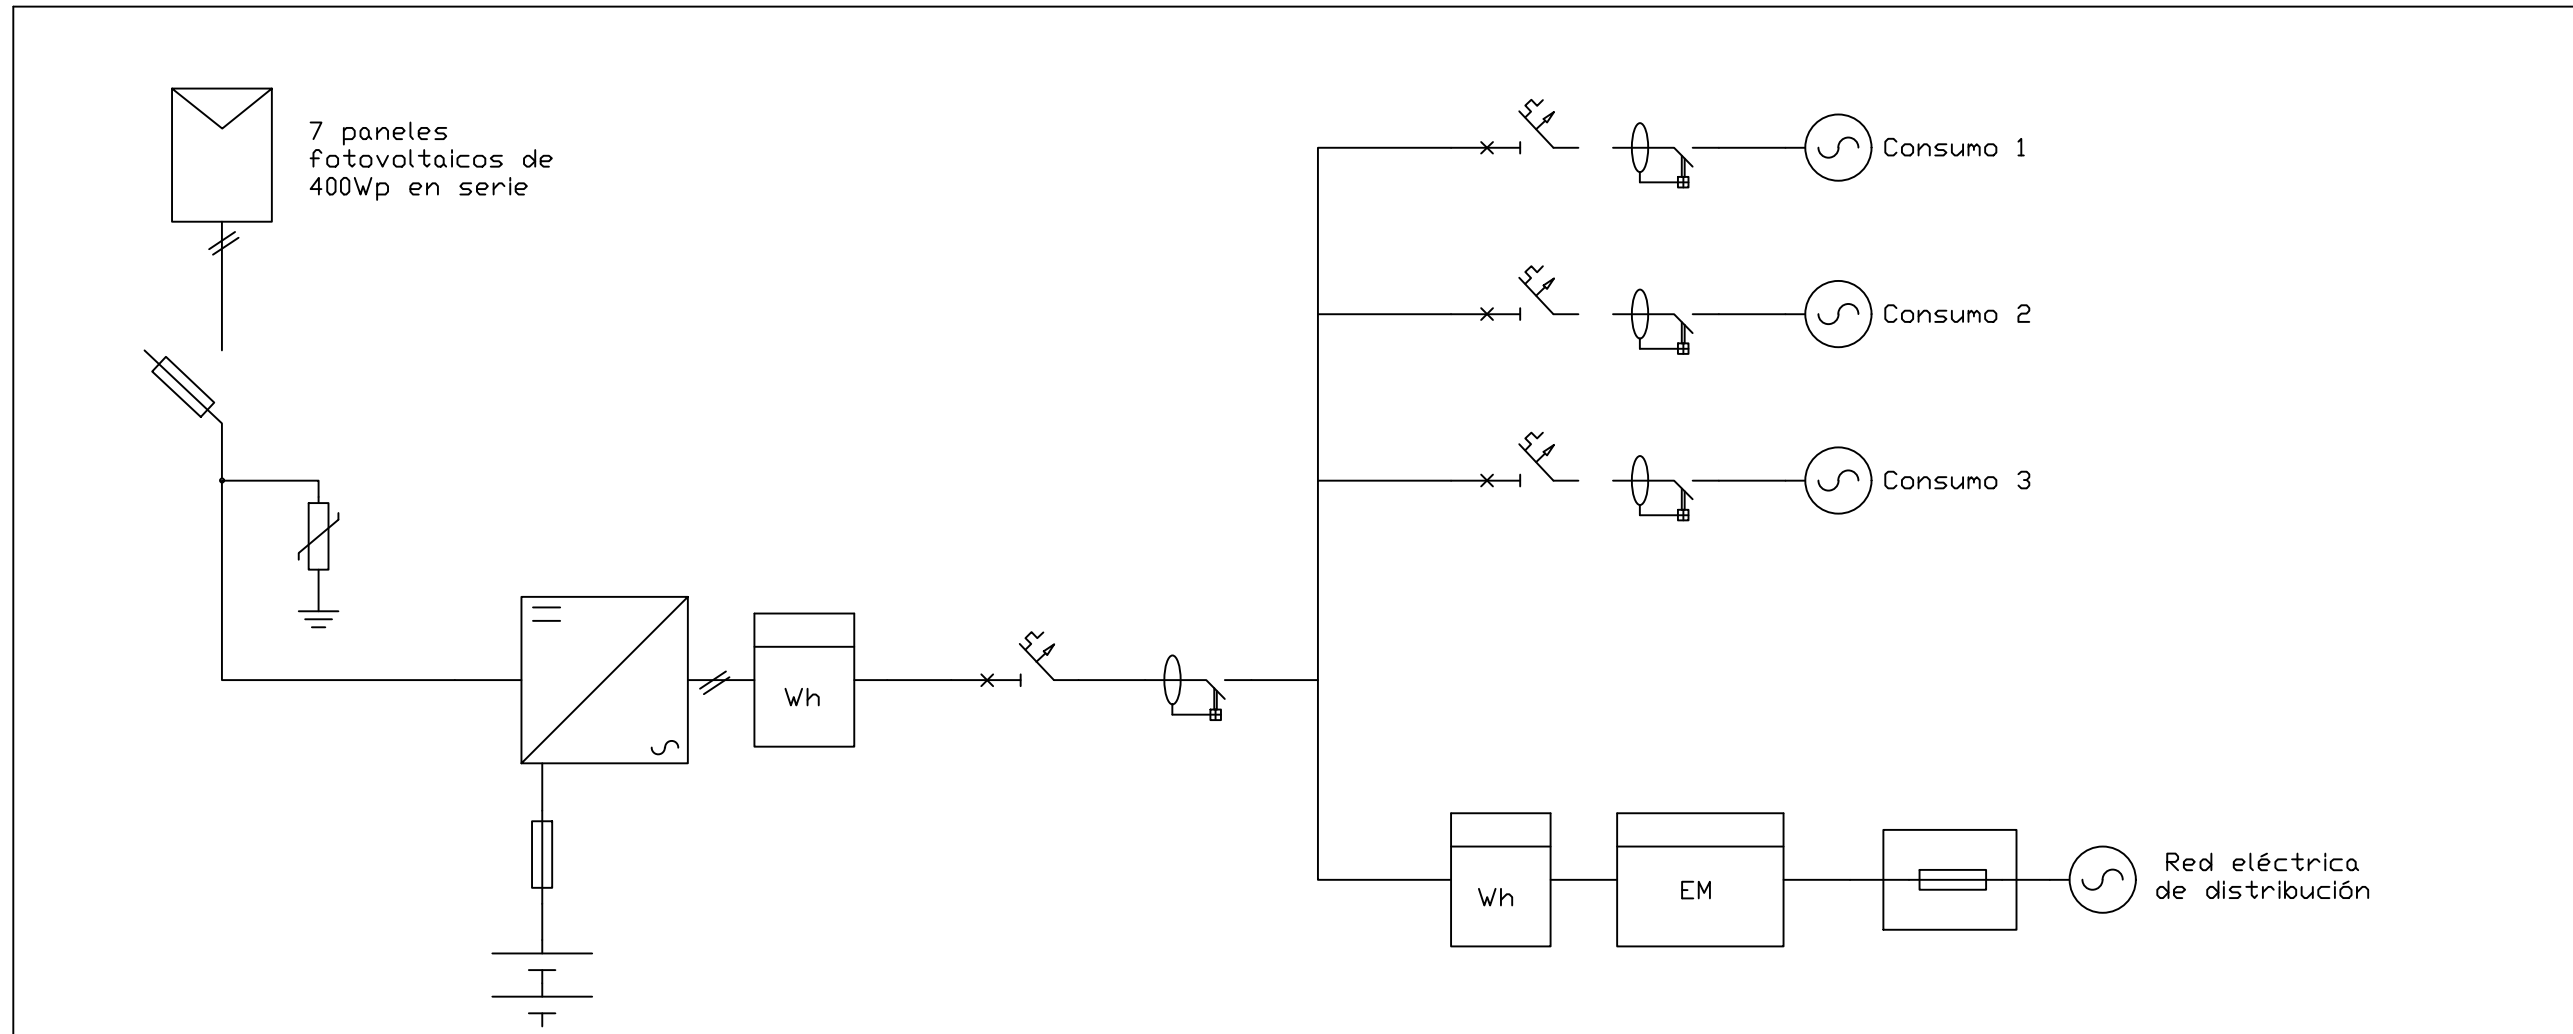 7 paneles
fotovoltaicos de
400Wp en serie
Consumo 1
Consumo 2
Consumo 3
Wh
Wh
EM
Red eléctrica
de distribución